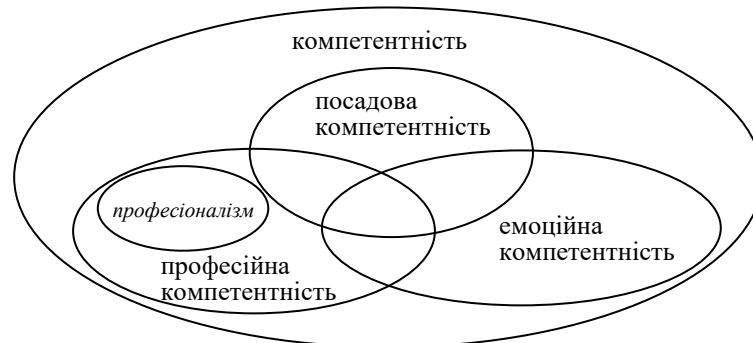 компетентність
посадова
компетентність
професіоналізм
емоційна
компетентність
професійна
компетентність